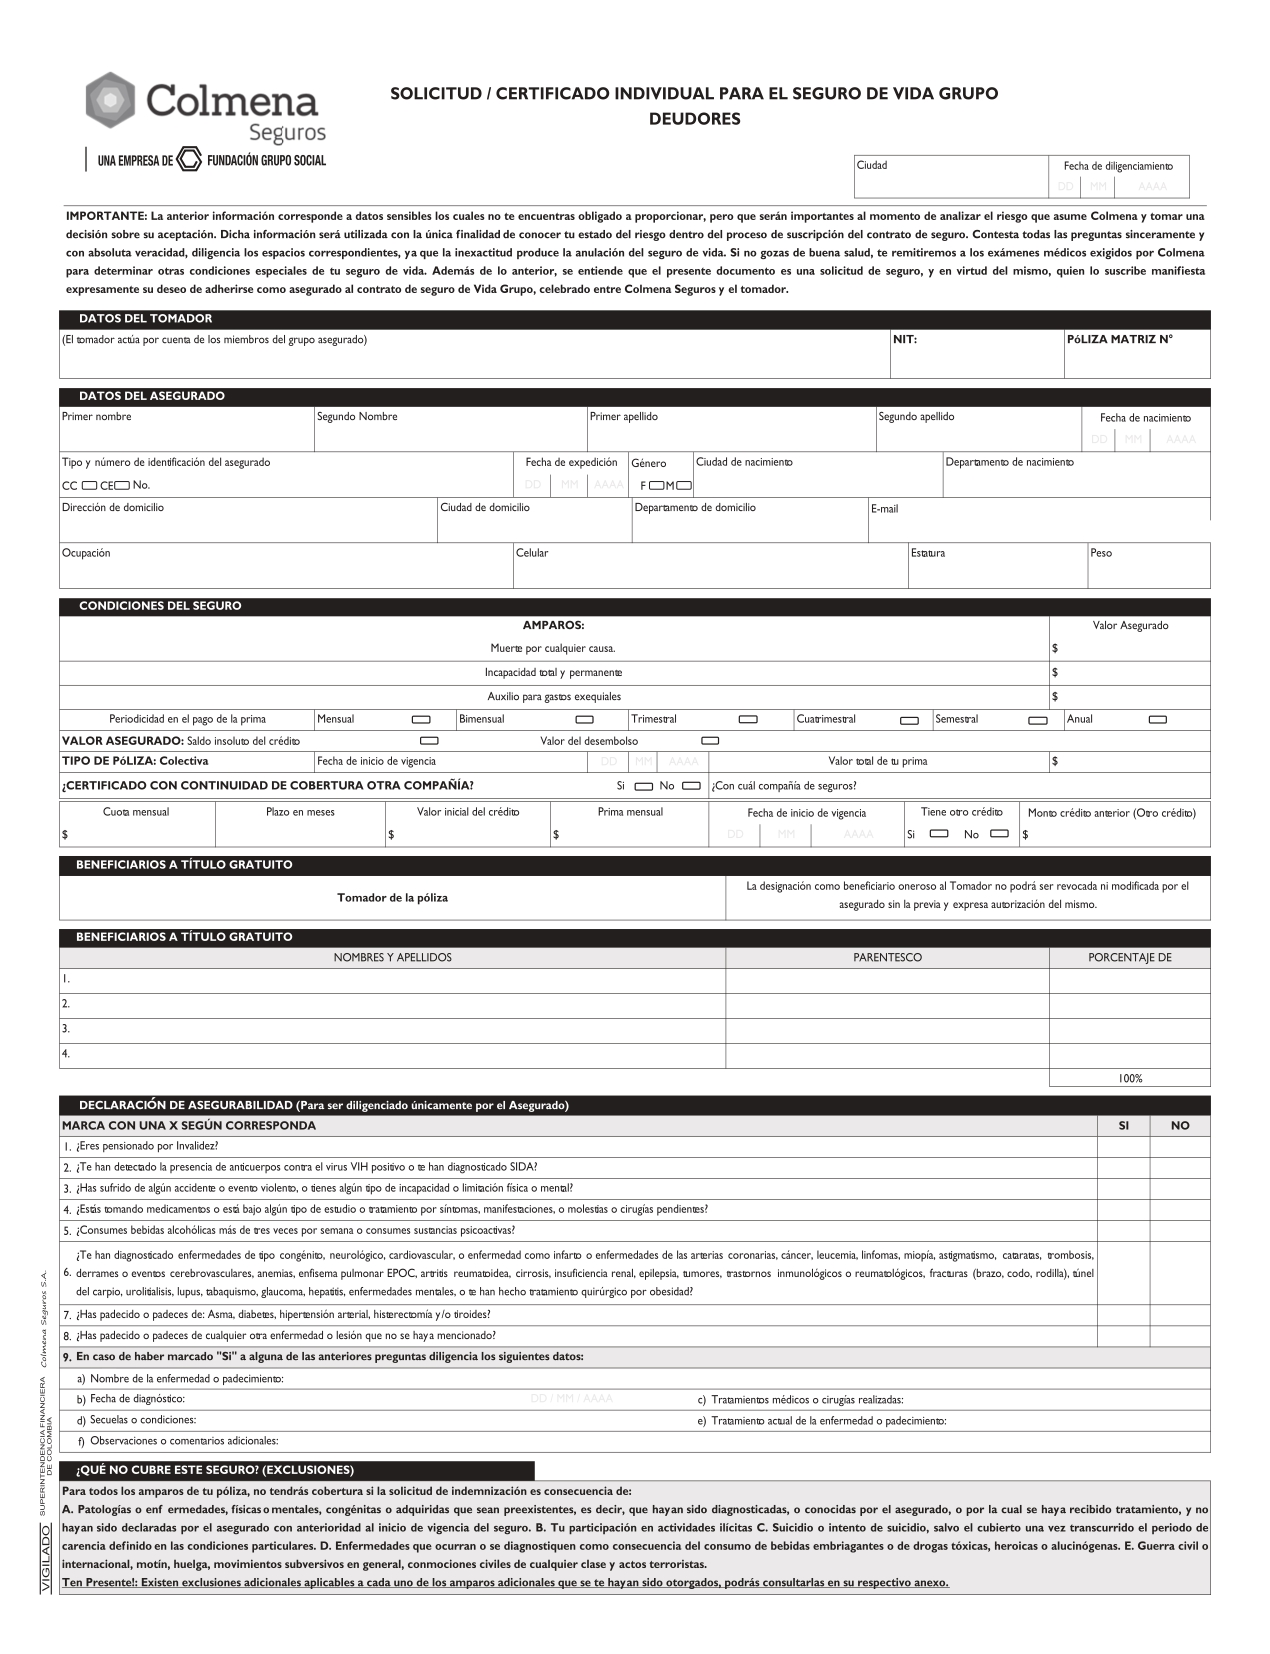 Colmena
Seguros
UNA EMPRESA DE FUNDACIÓN GRUPO SOCIAL
SOLICITUD / CERTIFICADO INDIVIDUAL PARA EL SEGURO DE VIDA GRUPO
DEUDORES
Ciudad Fecha de diligenciamiento
DD MM AAAA
IMPORTANTE: La anterior información corresponde a datos sensibles los cuales no te encuentras obligado a proporcionar, pero que serán importantes al momento de analizar el riesgo que asume Colmena y tomar una
decisión sobre su aceptación. Dicha información será utilizada con la única finalidad de conocer tu estado del riesgo dentro del proceso de suscripción del contrato de seguro. Contesta todas las preguntas sinceramente y
con absoluta veracidad, diligencia los espacios correspondientes, ya que la inexactitud produce la anulación del seguro de vida. Si no gozas de buena salud, te remitiremos a los exámenes médicos exigidos por Colmena
para determinar otras condiciones especiales de tu seguro de vida. Además de lo anterior, se entiende que el presente documento es una solicitud de seguro, y en virtud del mismo, quien lo suscribe manifiesta
expresamente su deseo de adherirse como asegurado al contrato de seguro de Vida Grupo, celebrado entre Colmena Seguros y el tomador.
DATOS DEL TOMADOR
(El tomador actúa por cuenta de los miembros del grupo asegurado) NIT: PóLIZA MATRIZ N°
DATOS DEL ASEGURADO
Primer nombre Segundo Nombre Primer apellido Segundo apellido Fecha de nacimiento
DD MM AAAA
Tipo y número de identificación del asegurado Fecha de expedición Género Ciudad de nacimiento Departamento de nacimiento
CC CE No. DD MM AAAA F M
Dirección de domicilio Ciudad de domicilio Departamento de domicilio E-mail
Ocupación Celular Estatura Peso
CONDICIONES DEL SEGURO
AMPAROS: Valor Asegurado
Muerte por cualquier causa. $
Incapacidad total y permanente $
Auxilio para gastos exequiales $
Periodicidad en el pago de la prima Mensual Bimensual Trimestral Cuatrimestral Semestral Anual
VALOR ASEGURADO: Saldo insoluto del crédito Valor del desembolso
TIPO DE PóLIZA: Colectiva Fecha de inicio de vigencia DD MM AAAA Valor total de tu prima $
¿CERTIFICADO CON CONTINUIDAD DE COBERTURA OTRA COMPAÑÍA? Si No ¿Con cuál compañía de seguros?
Cuota mensual Plazo en meses Valor inicial del crédito Prima mensual Fecha de inicio de vigencia Tiene otro crédito Monto crédito anterior (Otro crédito)
$ $ $ DD MM AAAA Si No $
BENEFICIARIOS A TÍTULO GRATUITO
Tomador de la póliza
La designación como beneficiario oneroso al Tomador no podrá ser revocada ni modificada por el
asegurado sin la previa y expresa autorización del mismo.
BENEFICIARIOS A TÍTULO GRATUITO
NOMBRES Y APELLIDOS PARENTESCO PORCENTAJE DE
1.
2.
3.
4.
100%
DECLARACIÓN DE ASEGURABILIDAD (Para ser diligenciado únicamente por el Asegurado)
MARCA CON UNA X SEGÚN CORRESPONDA SI NO
1. ¿Eres pensionado por Invalidez?
2. ¿Te han detectado la presencia de anticuerpos contra el virus VIH positivo o te han diagnosticado SIDA?
3. ¿Has sufrido de algún accidente o evento violento, o tienes algún tipo de incapacidad o limitación física o mental?
4. ¿Estás tomando medicamentos o está bajo algún tipo de estudio o tratamiento por síntomas, manifestaciones, o molestias o cirugías pendientes?
5. ¿Consumes bebidas alcohólicas más de tres veces por semana o consumes sustancias psicoactivas?
¿Te han diagnosticado enfermedades de tipo congénito, neurológico, cardiovascular, o enfermedad como infarto o enfermedades de las arterias coronarias, cáncer, leucemia, linfomas, miopía, astigmatismo, cataratas, trombosis,
6. derrames o eventos cerebrovasculares, anemias, enfisema pulmonar EPOC, artritis reumatoidea, cirrosis, insuficiencia renal, epilepsia, tumores, trastornos inmunológicos o reumatológicos, fracturas (brazo, codo, rodilla), túnel
del carpio, urolitialisis, lupus, tabaquismo, glaucoma, hepatitis, enfermedades mentales, o te han hecho tratamiento quirúrgico por obesidad?
7. ¿Has padecido o padeces de: Asma, diabetes, hipertensión arterial, histerectomía y/o tiroides?
8. ¿Has padecido o padeces de cualquier otra enfermedad o lesión que no se haya mencionado?
9. En caso de haber marcado "Si" a alguna de las anteriores preguntas diligencia los siguientes datos:
a) Nombre de la enfermedad o padecimiento:
b) Fecha de diagnóstico: DD / MM / AAAA c) Tratamientos médicos o cirugías realizadas:
d) Secuelas o condiciones: e) Tratamiento actual de la enfermedad o padecimiento:
f) Observaciones o comentarios adicionales:
¿QUÉ NO CUBRE ESTE SEGURO? (EXCLUSIONES)
Para todos los amparos de tu póliza, no tendrás cobertura si la solicitud de indemnización es consecuencia de:
A. Patologías o enf ermedades, físicas o mentales, congénitas o adquiridas que sean preexistentes, es decir, que hayan sido diagnosticadas, o conocidas por el asegurado, o por la cual se haya recibido tratamiento, y no
hayan sido declaradas por el asegurado con anterioridad al inicio de vigencia del seguro. B. Tu participación en actividades ilícitas C. Suicidio o intento de suicidio, salvo el cubierto una vez transcurrido el periodo de
carencia definido en las condiciones particulares. D. Enfermedades que ocurran o se diagnostiquen como consecuencia del consumo de bebidas embriagantes o de drogas tóxicas, heroicas o alucinógenas. E. Guerra civil o
internacional, motín, huelga, movimientos subversivos en general, conmociones civiles de cualquier clase y actos terroristas.
Ten Presente!: Existen exclusiones adicionales aplicables a cada uno de los amparos adicionales que se te hayan sido otorgados, podrás consultarlas en su respectivo anexo.
VIGILADO SUPERINTENDENCIA FINANCIERA
DE COLOMBIA
Colmena Seguros S.A.